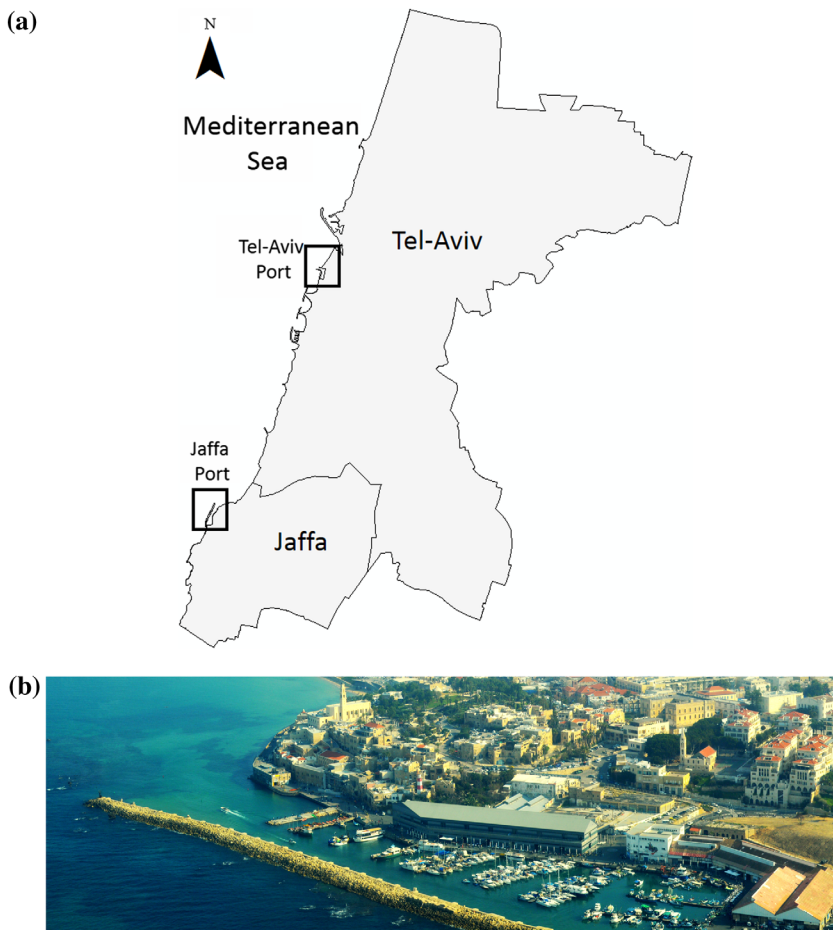 (a)
N
Mediterranean
Sea
Tel-Aviv
Port
Tel-Aviv
Jaffa
Port
Jaffa
(b)